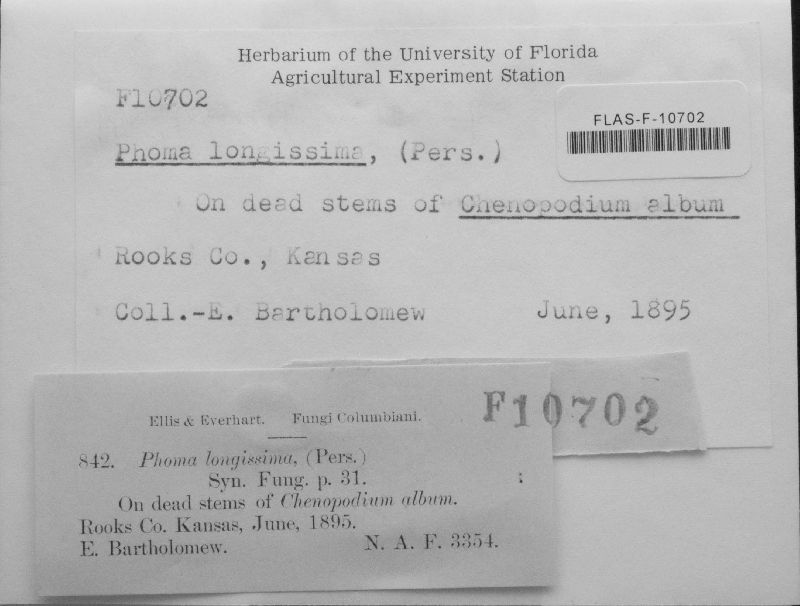 Herbarium of the University of Florida
Agricultural Experiment Station
F10702
FLAS-F-10702
Phoma longissima, (Pers.)
On dead stems of Chenopodium album
Rooks Co., Kansas
Coll.-E. Bartholomew June, 1895
F10702
Ellis & Everhart. Fungi Columbiani.
842. Phoma longissima, (Pers.)
Syn. Fung. p. 31.
On dead stems of Chenopodium album.
Rooks Co. Kansas, June, 1895.
E. Bartholomew. N. A. F. 3354.